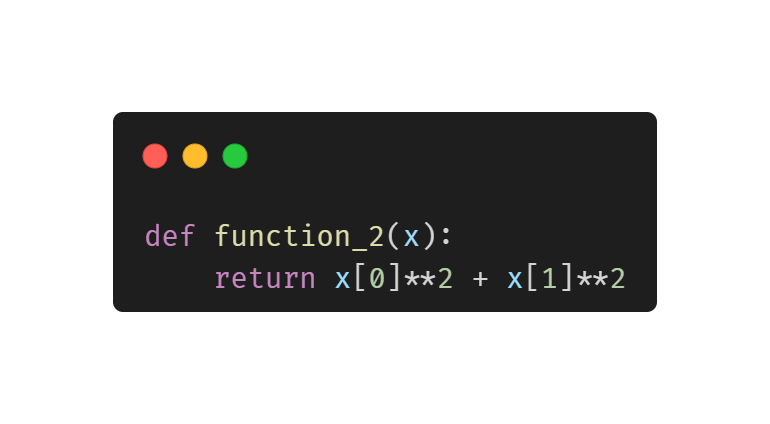 def function_2(x):
    return x[0]**2 + x[1]**2